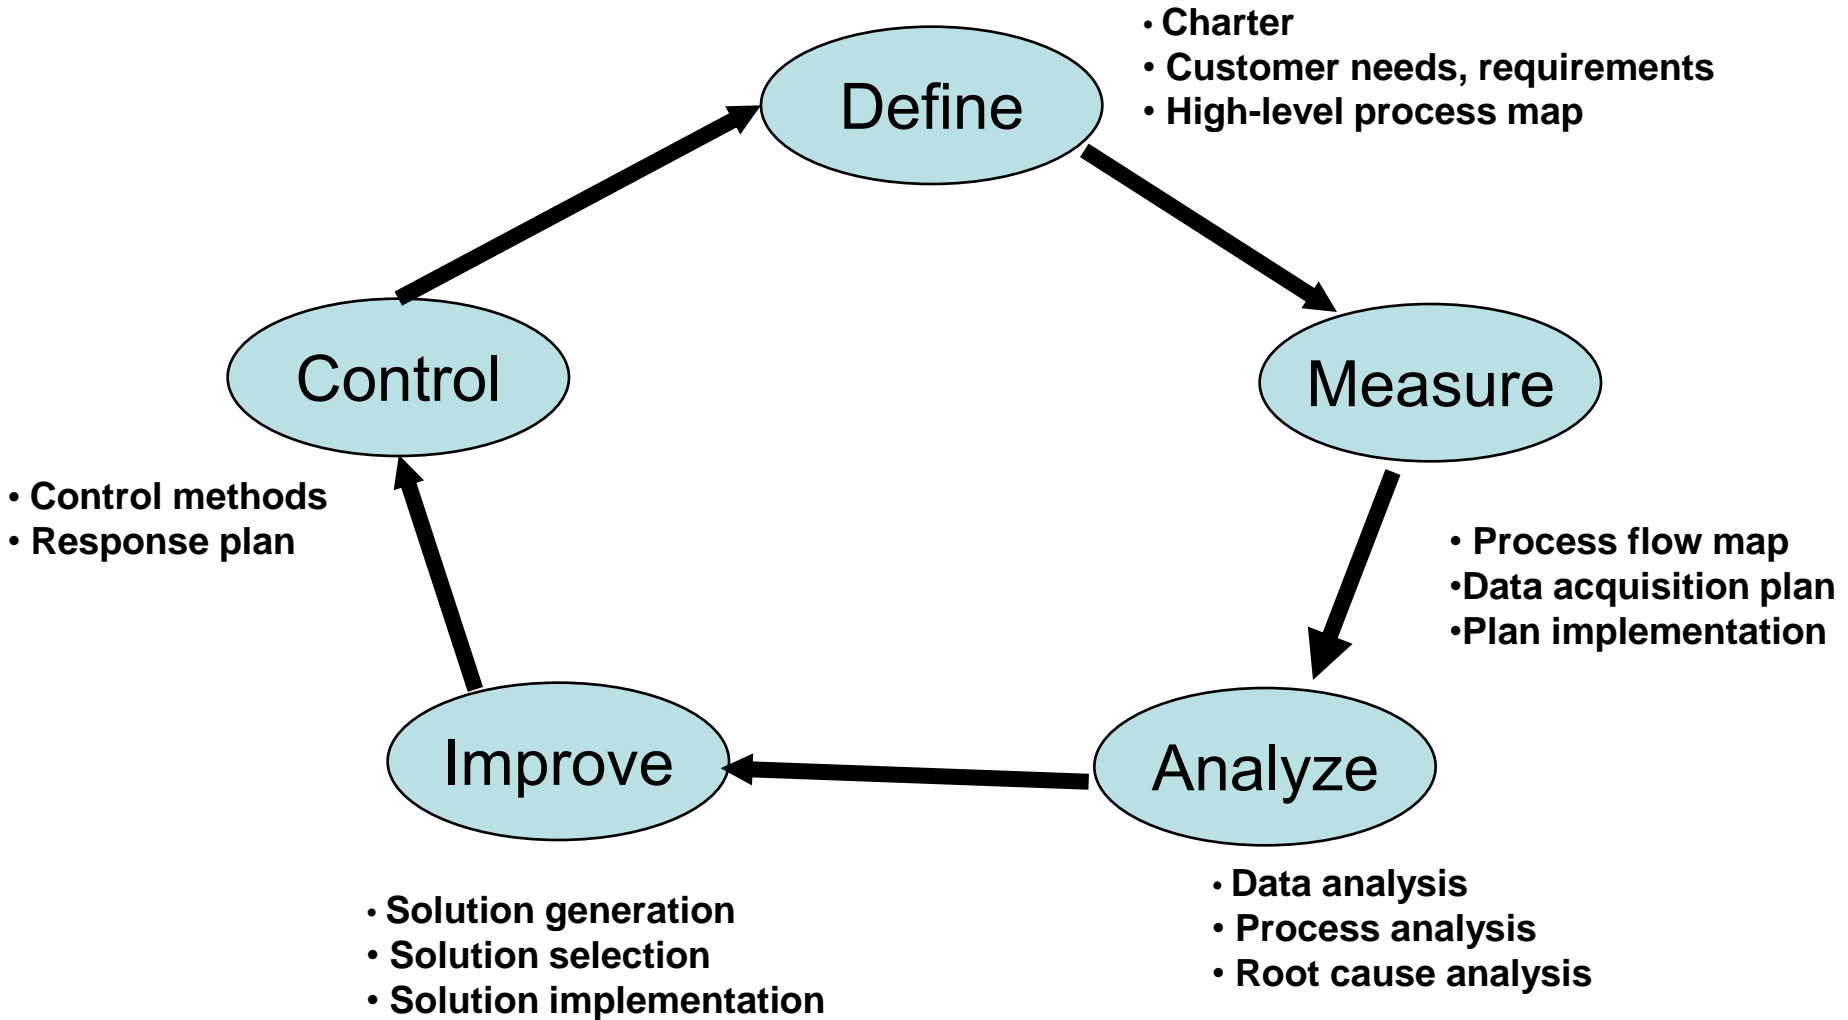 Define
• Charter
• Customer needs, requirements
• High-level process map
Measure
• Process flow map
•Data acquisition plan
•Plan implementation
Analyze
• Data analysis
• Process analysis
• Root cause analysis
Improve
• Solution generation
• Solution selection
• Solution implementation
Control
• Control methods
• Response plan